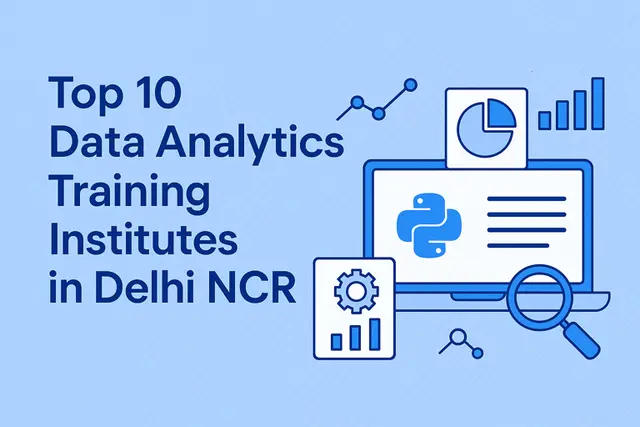 Top 10
Data Analytics
Training
Institutes
in Delhi NCR